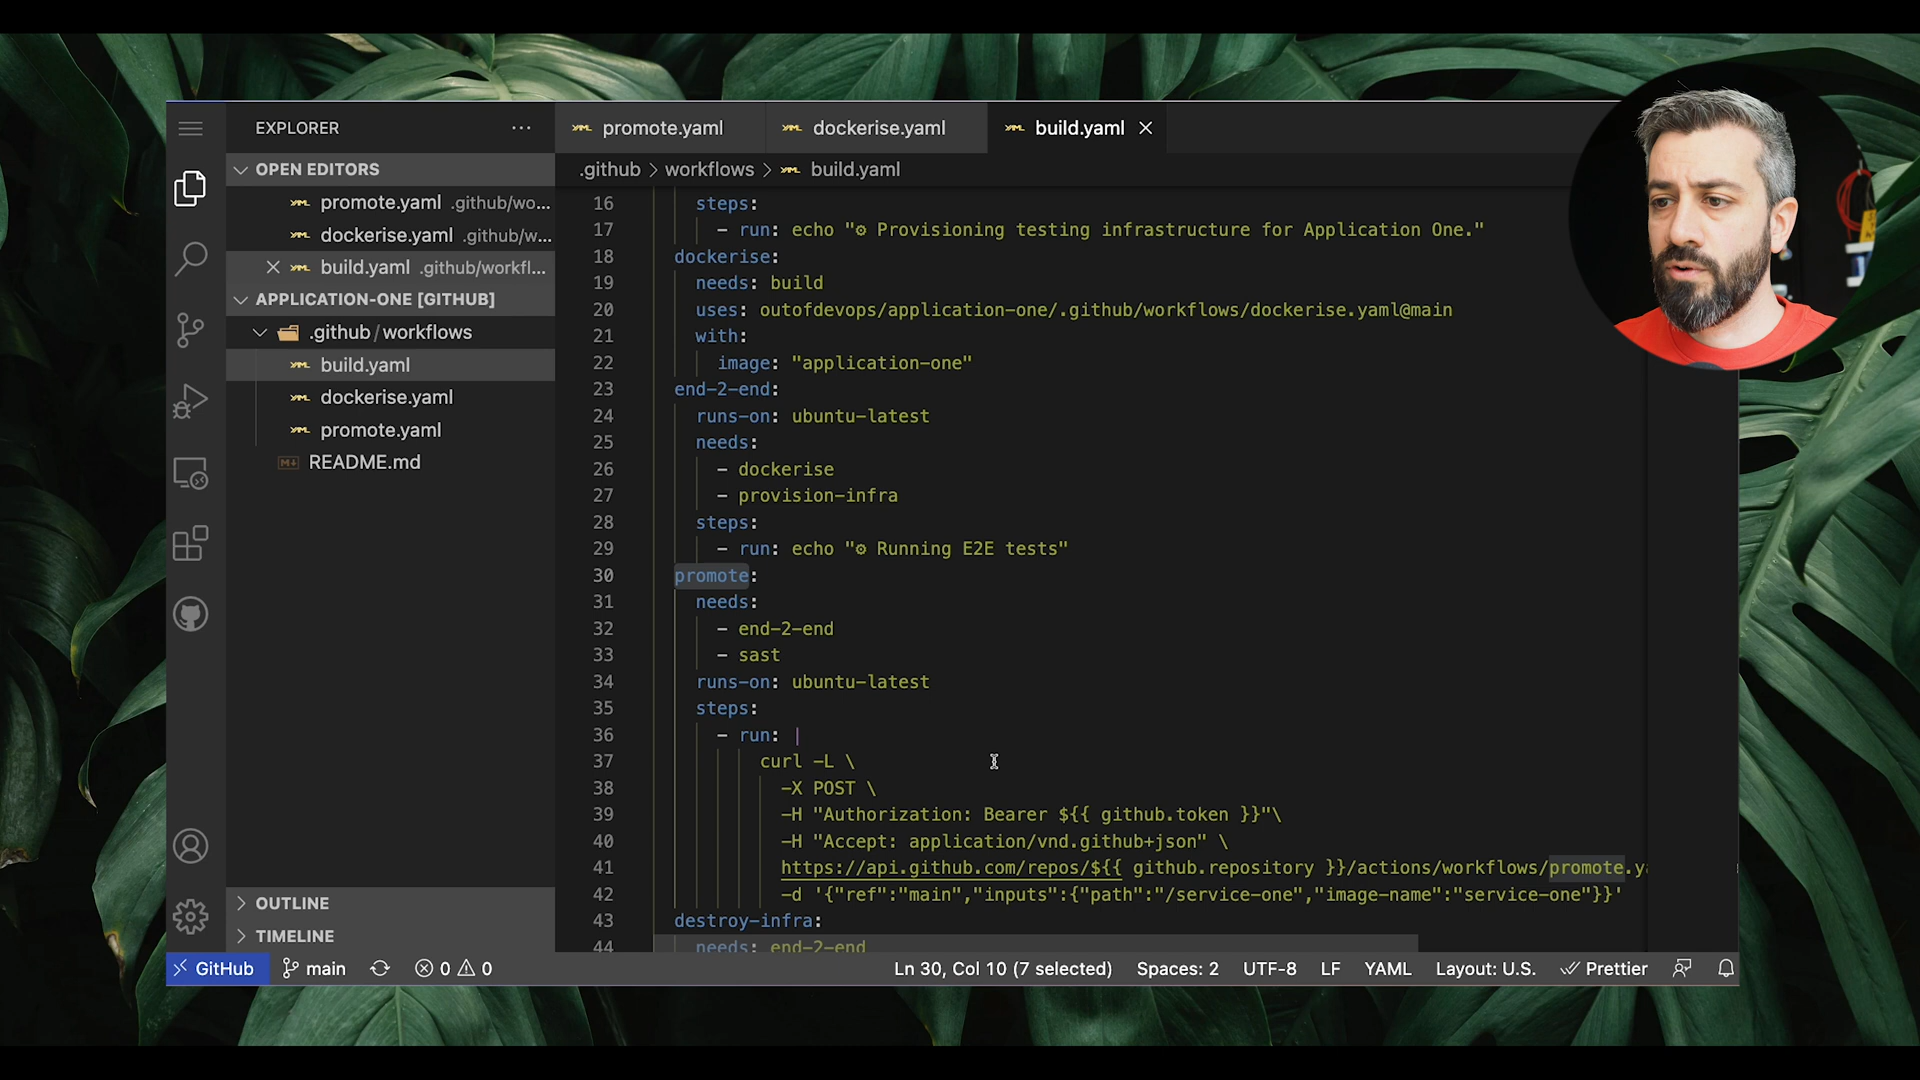 EXPLORER
···
promote.yaml
dockerise.yaml
build.yaml
OPEN EDITORS
.github
workflows
build.yaml
promote.yaml .github/wo...
dockerise.yaml .github/w...
build.yaml .github/workfl...
APPLICATION-ONE [GITHUB]
.github/workflows
build.yaml
dockerise.yaml
promote.yaml
README.md
OUTLINE
TIMELINE
16 steps:
17 - run: echo "⚙ Provisioning testing infrastructure for Application One."
18 dockerise:
19 needs: build
20 uses: outofdevops/application-one/.github/workflows/dockerise.yaml@main
21 with:
22 image: "application-one"
23 end-2-end:
24 runs-on: ubuntu-latest
25 needs:
26 - dockerise
27 - provision-infra
28 steps:
29 - run: echo "⚙ Running E2E tests"
30 promote:
31 needs:
32 - end-2-end
33 - sast
34 runs-on: ubuntu-latest
35 steps:
36 - run: |
37 curl -L \
38 -X POST \
39 -H "Authorization: Bearer ${{ github.token }}"\
40 -H "Accept: application/vnd.github+json" \
41 https://api.github.com/repos/${{ github.repository }}/actions/workflows/promote.y
42 -d '{"ref":"main","inputs":{"path":"/service-one","image-name":"service-one"}}'
43 destroy-infra:
44 needs: end-2-end
GitHub
main
0
0
Ln 30, Col 10 (7 selected)
Spaces: 2
UTF-8
LF
YAML
Layout: U.S.
Prettier